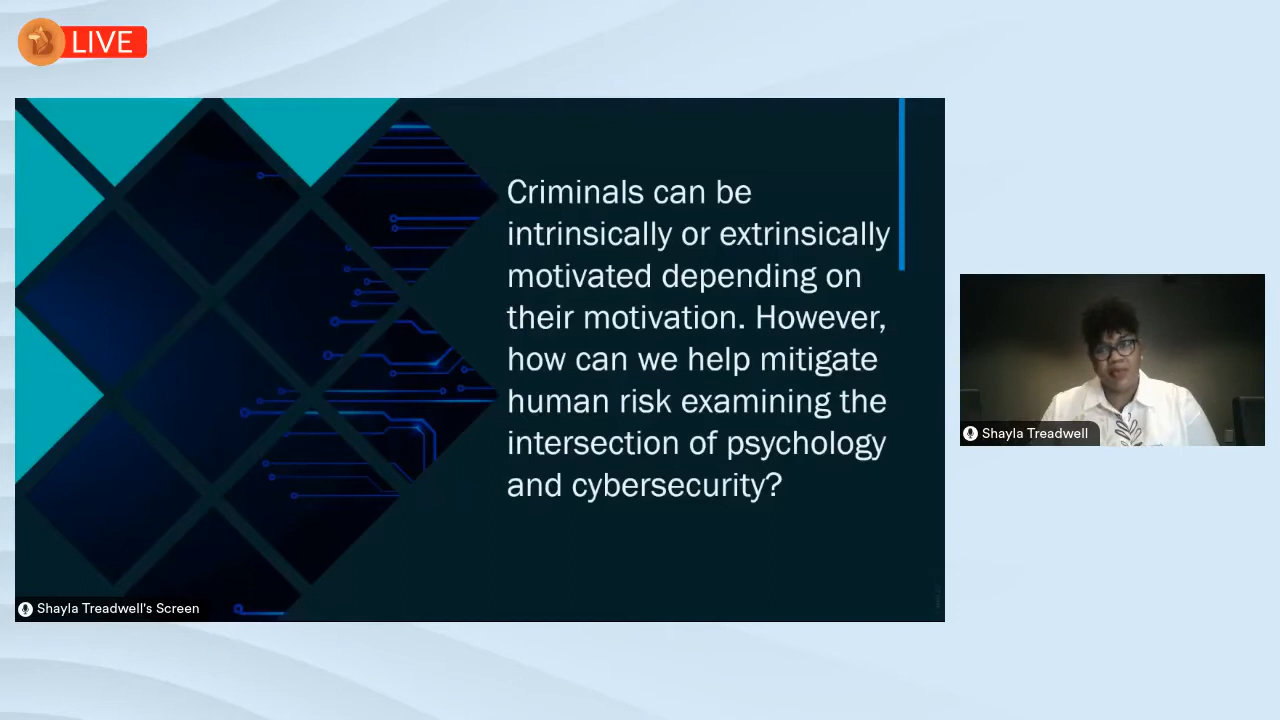 LIVE
Criminals can be
intrinsically or extrinsically
motivated depending on
their motivation. However,
how can we help mitigate
human risk examining the
intersection of psychology
and cybersecurity?
Shayla Treadwell
Shayla Treadwell's Screen